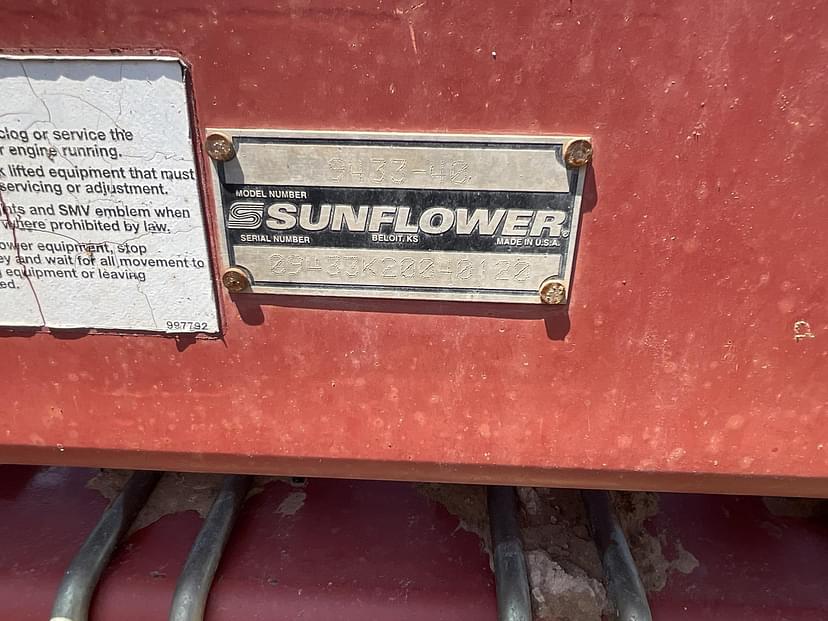 clog or service the
engine running.
lifted equipment that must
servicing or adjustment.
and SMV emblem when
where prohibited by law.
equipment, stop
and wait for all movement to
equipment or leaving
997792
9433-40
MODEL NUMBER
SUNFLOWER®
SERIAL NUMBER BELOIT, KS MADE IN U.S.A.
09433K20040120